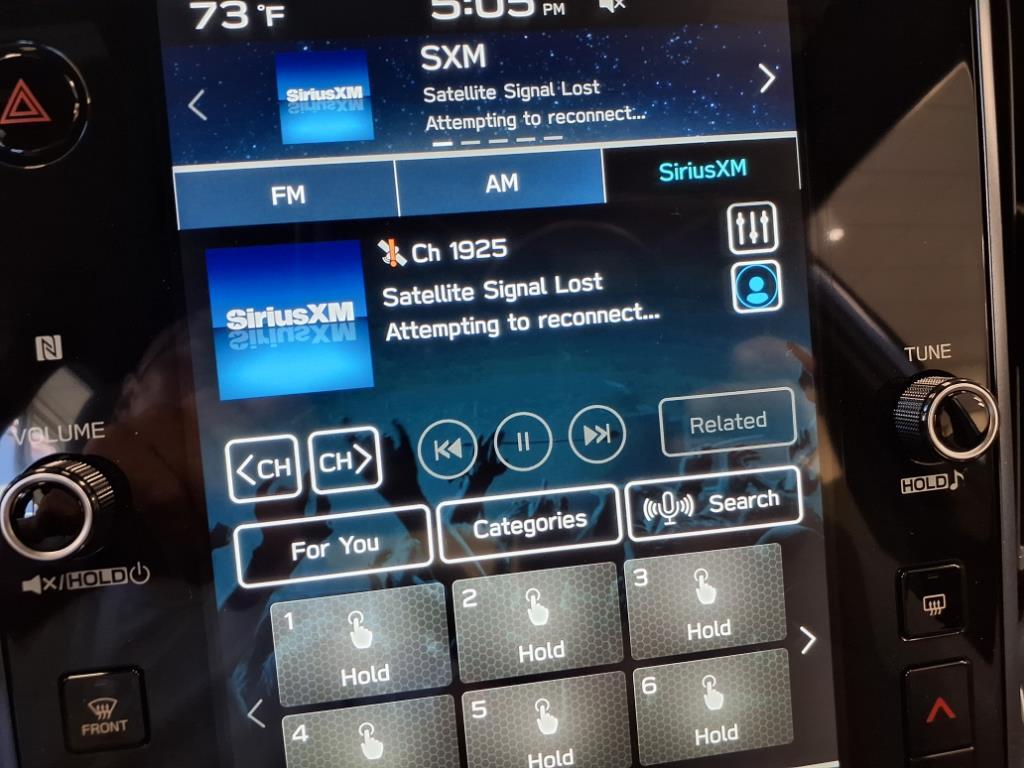 73 °F
5:05 PM
SXM
SiriusXM
Satellite Signal Lost
Attempting to reconnect...
FM
AM
SiriusXM
Ch 1925
SiriusXM
Satellite Signal Lost
Attempting to reconnect...
TUNE
VOLUME
<CH
CH>
Related
HOLD
For You
Categories
Search
HOLD
1
Hold
2
Hold
3
Hold
FRONT
4
5
Hold
6
Hold